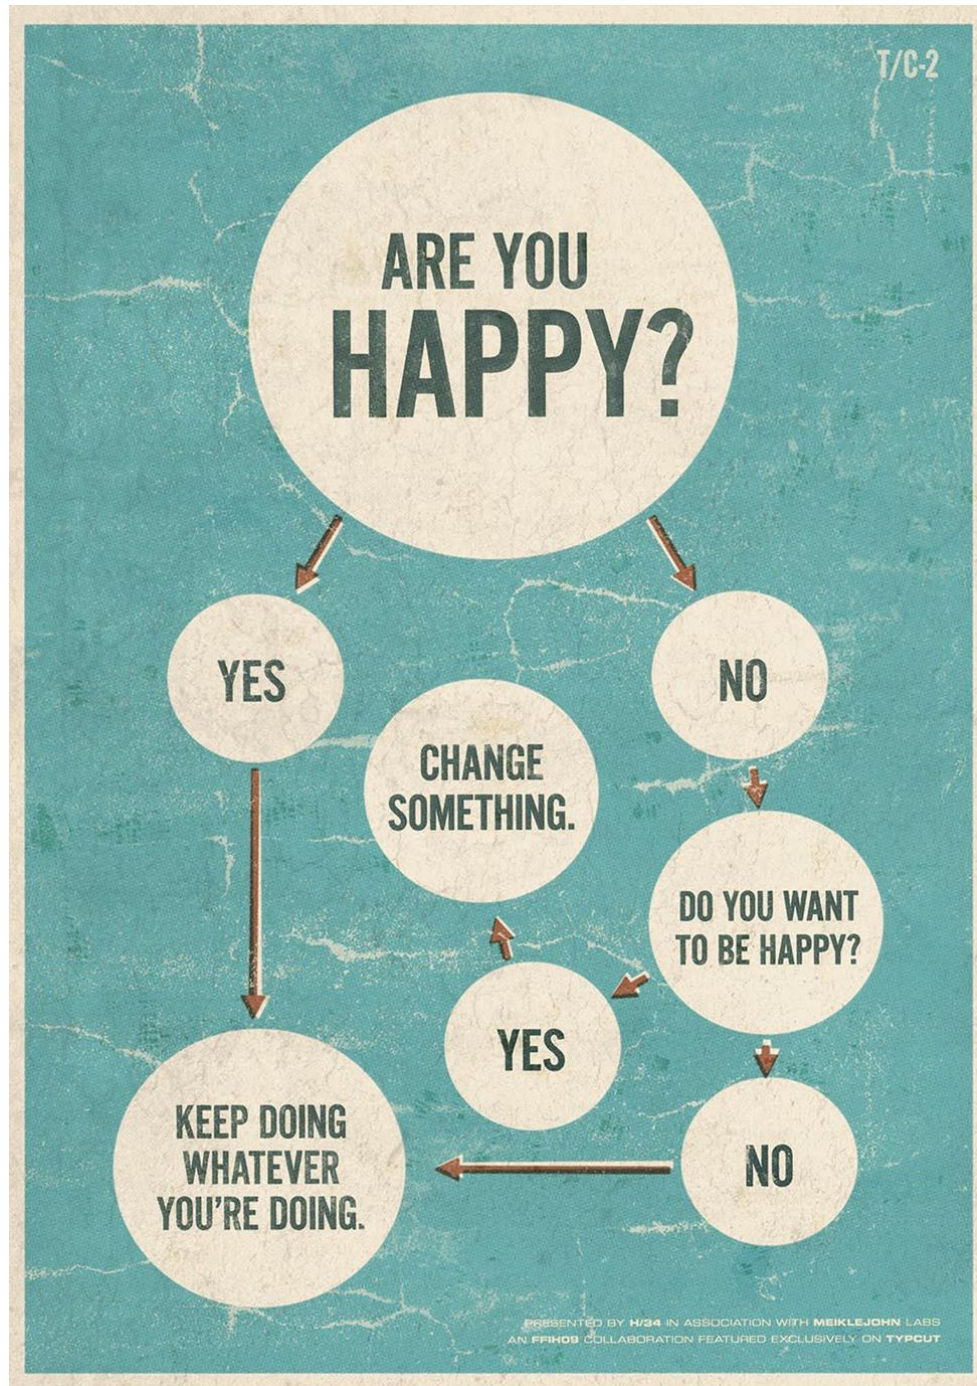 T/C-2
ARE YOU
HAPPY?
YES
NO
CHANGE
SOMETHING.
DO YOU WANT
TO BE HAPPY?
YES
NO
KEEP DOING
WHATEVER
YOU'RE DOING.
PRESENTED BY H/34 IN ASSOCIATION WITH MEIKLEJOHN LABS
AN FFIH09 COLLABORATION FEATURED EXCLUSIVELY ON TYPCUT